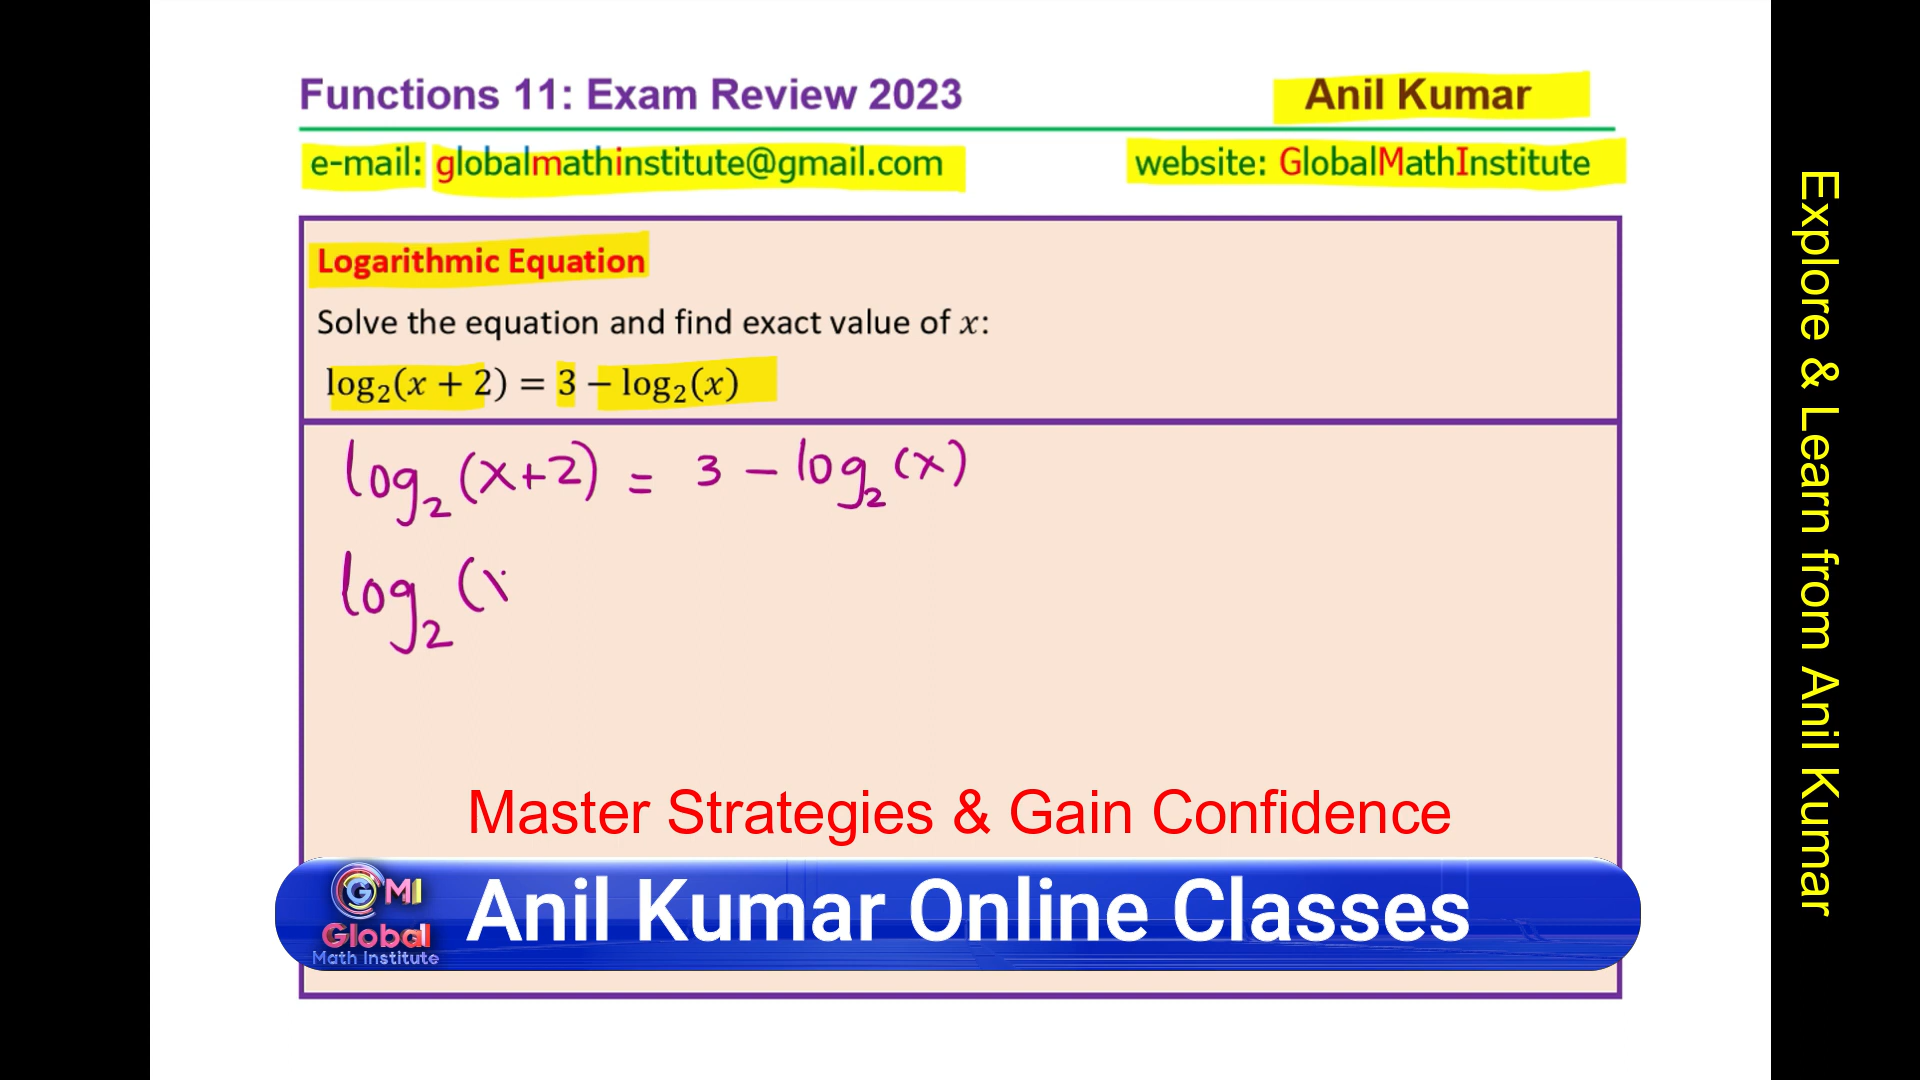 Functions 11: Exam Review 2023 Anil Kumar
e-mail: globalmathinstitute@gmail.com website: GlobalMathInstitute
Logarithmic Equation
Solve the equation and find exact value of x:
log₂(x + 2) = 3 − log₂(x)
log₂(x+2) = 3 − log₂(x)
log₂(
Master Strategies & Gain Confidence
GMI
Global
Math Institute
Anil Kumar Online Classes
Explore & Learn from Anil Kumar